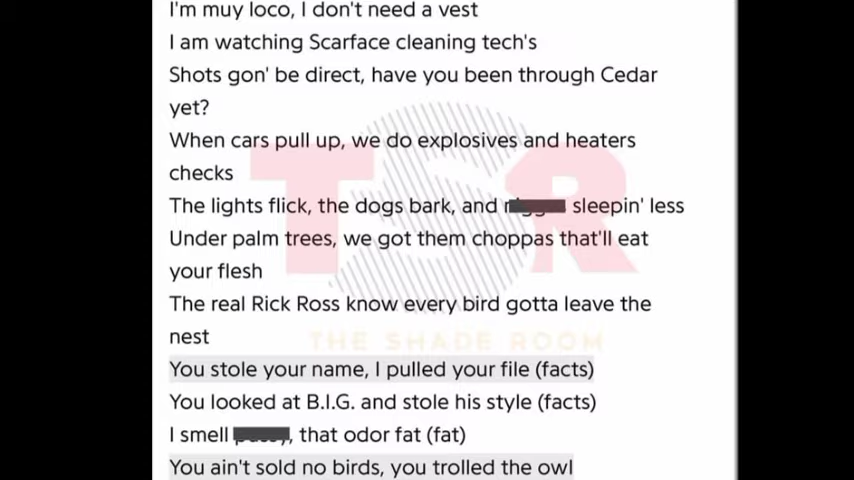 I'm muy loco, I don't need a vest
I am watching Scarface cleaning tech's
Shots gon' be direct, have you been through Cedar
yet?
When cars pull up, we do explosives and heaters
checks
The lights flick, the dogs bark, and sleepin' less
Under palm trees, we got them choppas that'll eat
your flesh
The real Rick Ross know every bird gotta leave the
nest
You stole your name, I pulled your file (facts)
You looked at B.I.G. and stole his style (facts)
I smell , that odor fat (fat)
You ain't sold no birds, you trolled the owl
TSR
THE SHADE ROOM